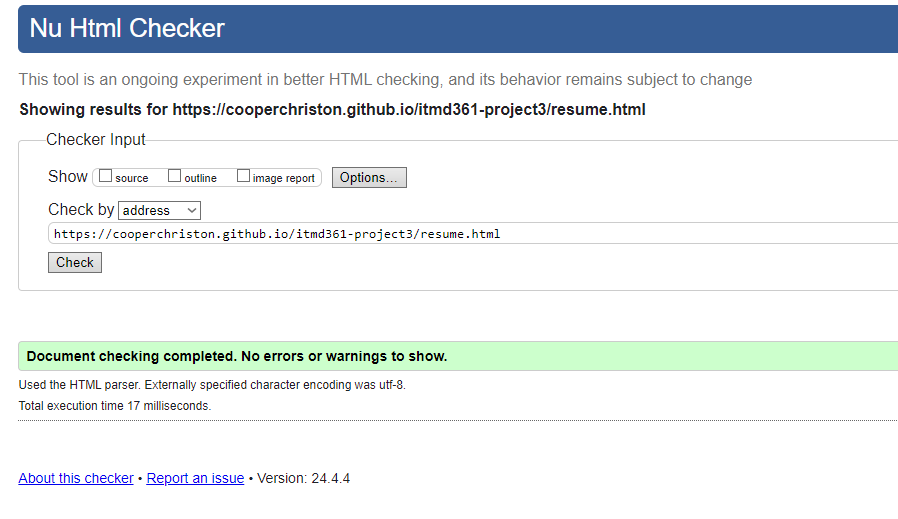 Nu Html Checker
This tool is an ongoing experiment in better HTML checking, and its behavior remains subject to change
Showing results for https://cooperchriston.github.io/itmd361-project3/resume.html
Checker Input
Show source outline image report Options...
Check by address
https://cooperchriston.github.io/itmd361-project3/resume.html
Check
Document checking completed. No errors or warnings to show.
Used the HTML parser. Externally specified character encoding was utf-8.
Total execution time 17 milliseconds.
About this checker • Report an issue • Version: 24.4.4